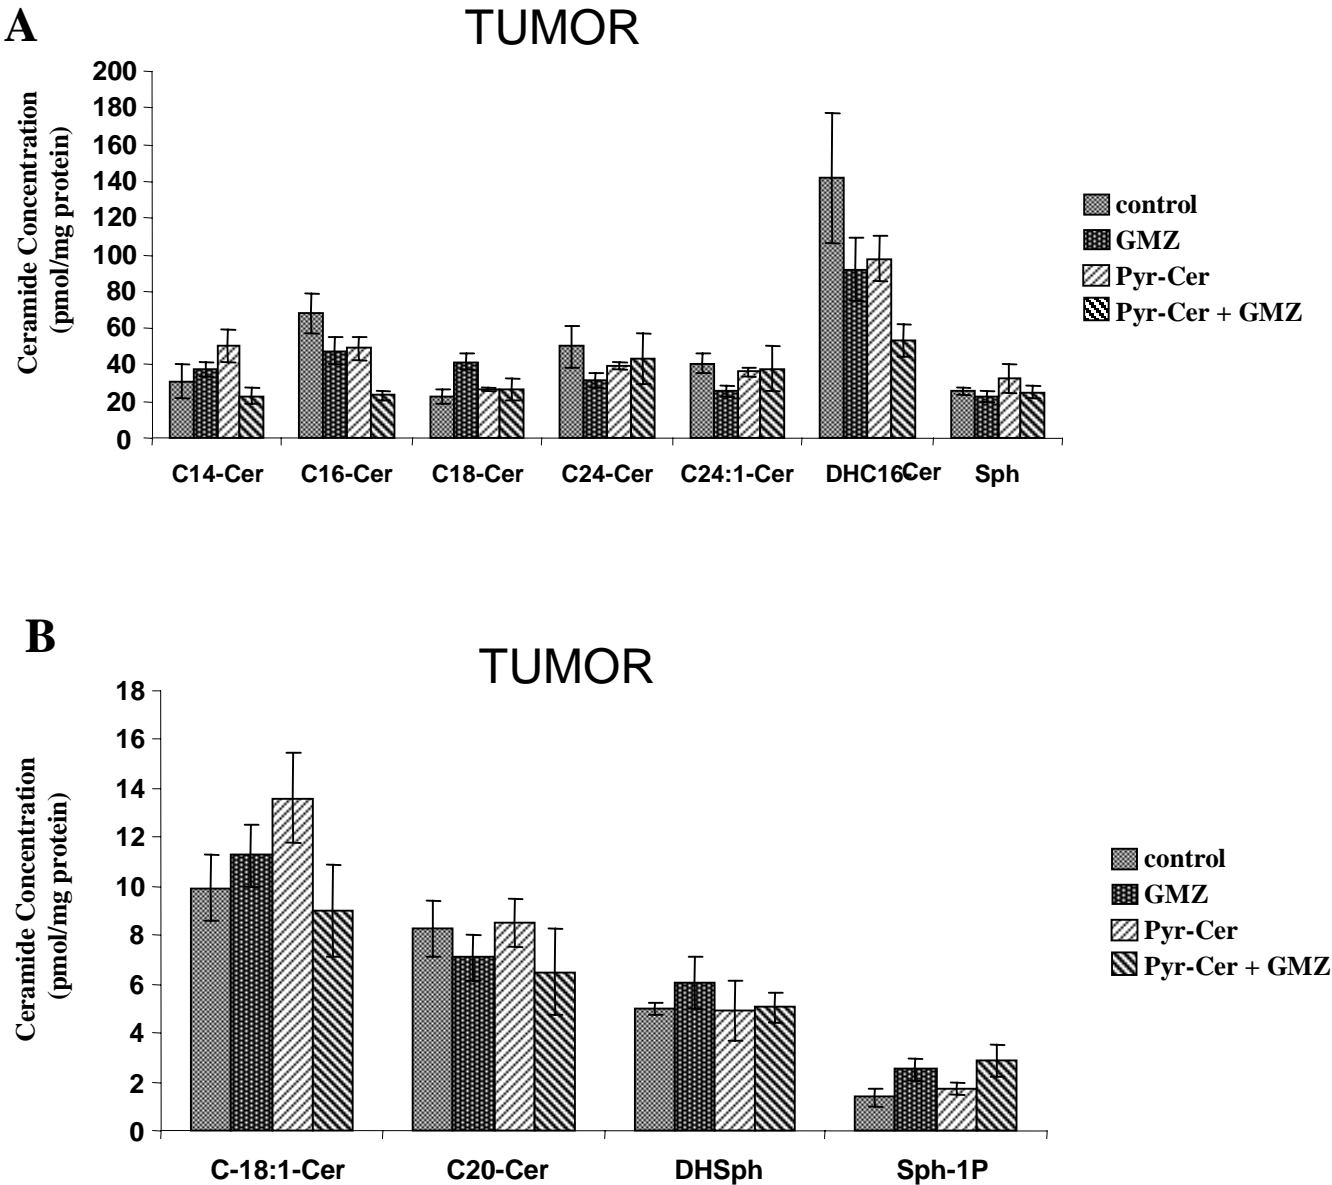 A
TUMOR
Ceramide Concentration
(pmol/mg protein)
200
180
160
140
120
100
80
60
40
20
0
C14-Cer C16-Cer C18-Cer C24-Cer C24:1-Cer DHC16-Cer Sph
control
GMZ
Pyr-Cer
Pyr-Cer + GMZ
B
TUMOR
Ceramide Concentration
(pmol/mg protein)
18
16
14
12
10
8
6
4
2
0
C-18:1-Cer C20-Cer DHSph Sph-1P
control
GMZ
Pyr-Cer
Pyr-Cer + GMZ